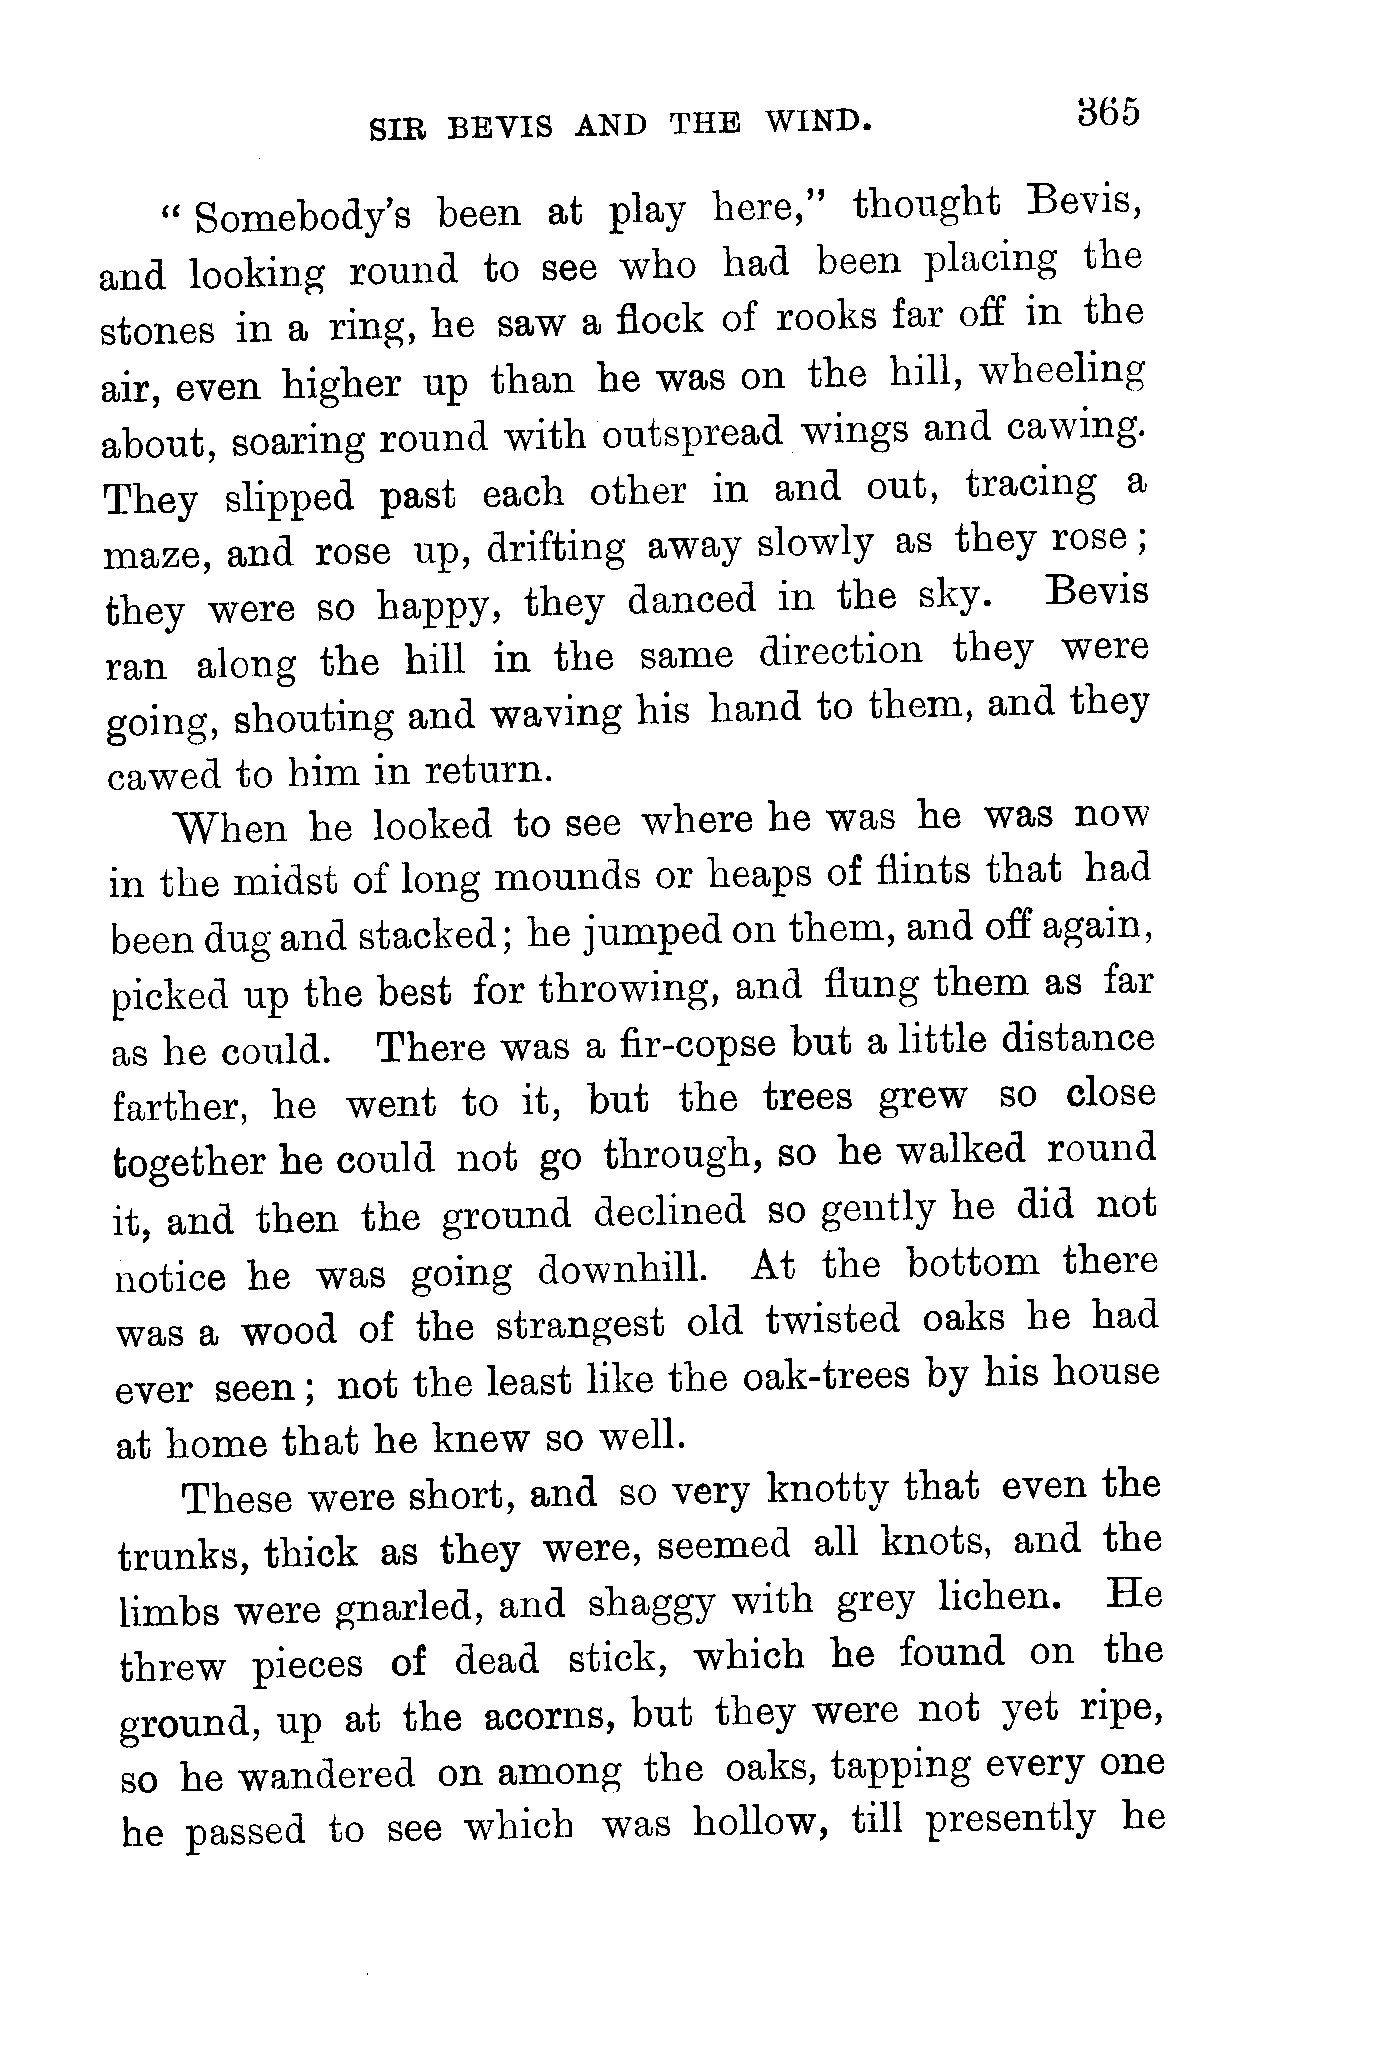 SIR BEVIS AND THE WIND. 365
" Somebody's been at play here," thought Bevis,
and looking round to see who had been placing the
stones in a ring, he saw a flock of rooks far off in the
air, even higher up than he was on the hill, wheeling
about, soaring round with outspread wings and cawing.
They slipped past each other in and out, tracing a
maze, and rose up, drifting away slowly as they rose ;
they were so happy, they danced in the sky. Bevis
ran along the hill in the same direction they were
going, shouting and waving his hand to them, and they
cawed to him in return.
When he looked to see where he was he was now
in the midst of long mounds or heaps of flints that had
been dug and stacked; he jumped on them, and off again,
picked up the best for throwing, and flung them as far
as he could. There was a fir-copse but a little distance
farther, he went to it, but the trees grew so close
together he could not go through, so he walked round
it, and then the ground declined so gently he did not
notice he was going downhill. At the bottom there
was a wood of the strangest old twisted oaks he had
ever seen ; not the least like the oak-trees by his house
at home that he knew so well.
These were short, and so very knotty that even the
trunks, thick as they were, seemed all knots, and the
limbs were gnarled, and shaggy with grey lichen. He
threw pieces of dead stick, which he found on the
ground, up at the acorns, but they were not yet ripe,
so he wandered on among the oaks, tapping every one
he passed to see which was hollow, till presently he